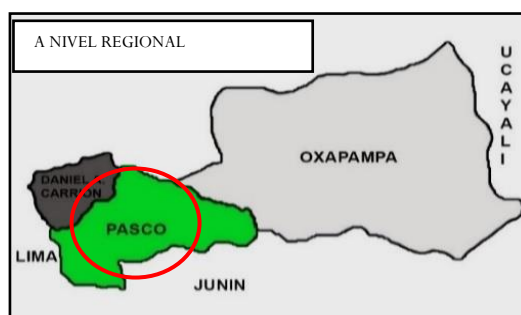 A NIVEL REGIONAL
UCAYALI
OXAPAMPA
DANIEL A.
CARRION
PASCO
LIMA
JUNIN